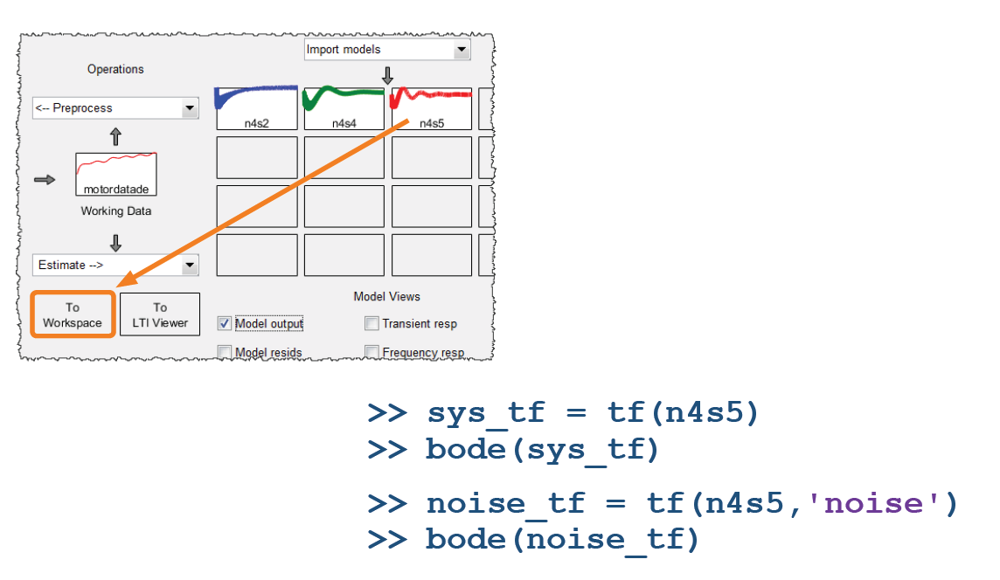 Import models
Operations
<-- Preprocess
n4s2
n4s4
n4s5
motordatade
Working Data
Estimate -->
To
Workspace
To
LTI Viewer
Model Views
Model output
Transient resp
Model resids
Frequency resp
>> sys_tf = tf(n4s5)
>> bode(sys_tf)
>> noise_tf = tf(n4s5,'noise')
>> bode(noise_tf)